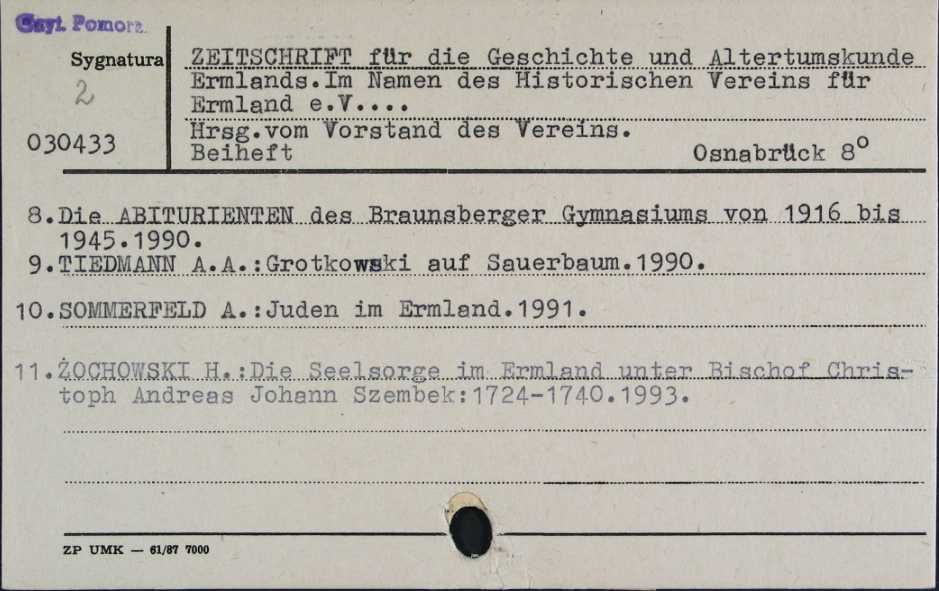 Czyt. Pomorz.
Sygnatura
2
030433
ZEITSCHRIFT für die Geschichte und Altertumskunde
Ermlands.Im Namen des Historischen Vereins für
Ermland e.V....
Hrsg.vom Vorstand des Vereins.
Beiheft Osnabrück 8°
8.Die ABITURIENTEN des Braunsberger Gymnasiums von 1916 bis
1945.1990.
9.TIEDMANN A.A.:Grotkowski auf Sauerbaum.1990.
10.SOMMERFELD A.:Juden im Ermland.1991.
11.ŻOCHOWSKI H.:Die Seelsorge im Ermland unter Bischof Chris-
toph Andreas Johann Szembek:1724-1740.1993.
ZP UMK — 61/87 7000